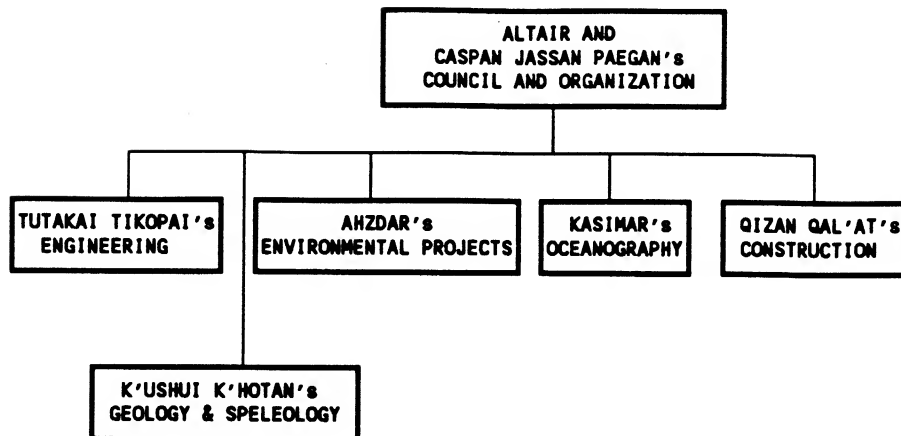 ALTAIR AND
CASPAN JASSAN PAEGAN's
COUNCIL AND ORGANIZATION
TUTAKAI TIKOPAI's
ENGINEERING
AHZDAR's
ENVIRONMENTAL PROJECTS
KASIMAR's
OCEANOGRAPHY
QIZAN QAL'AT's
CONSTRUCTION
K'USHUI K'HOTAN's
GEOLOGY & SPELEOLOGY